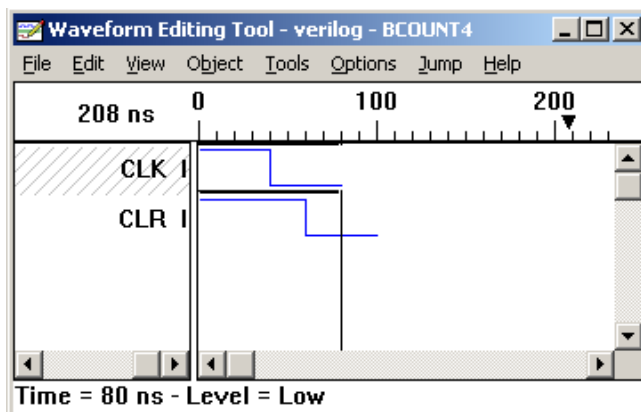 Waveform Editing Tool - verilog - BCOUNT4
File Edit View Object Tools Options Jump Help
208 ns 0 100 200
CLK I
CLR I
Time = 80 ns - Level = Low